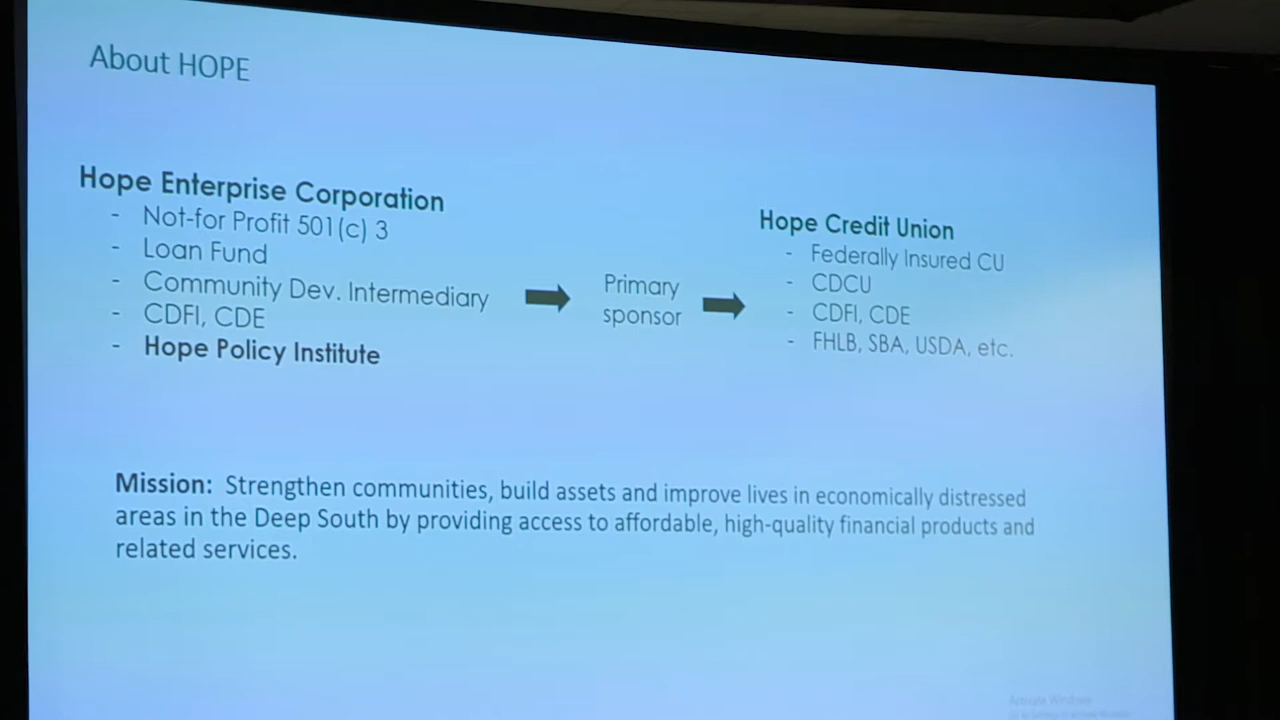 About HOPE
Hope Enterprise Corporation
- Not-for Profit 501(c) 3
- Loan Fund
- Community Dev. Intermediary
- CDFI, CDE
- Hope Policy Institute
Primary
sponsor
Hope Credit Union
- Federally Insured CU
- CDCU
- CDFI, CDE
- FHLB, SBA, USDA, etc.
Mission: Strengthen communities, build assets and improve lives in economically distressed
areas in the Deep South by providing access to affordable, high-quality financial products and
related services.
Activate Windows